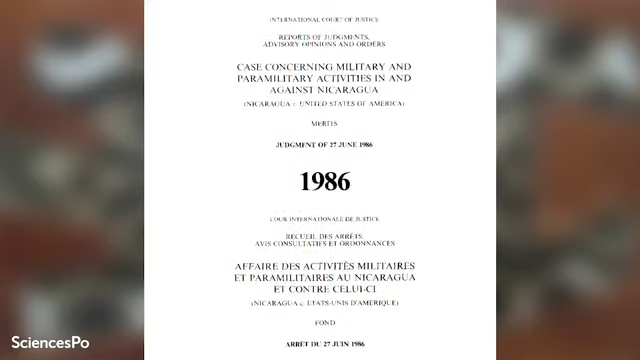 INTERNATIONAL COURT OF JUSTICE
REPORTS OF JUDGMENTS,
ADVISORY OPINIONS AND ORDERS
CASE CONCERNING MILITARY AND
PARAMILITARY ACTIVITIES IN AND
AGAINST NICARAGUA
(NICARAGUA v. UNITED STATES OF AMERICA)
MERITS
JUDGMENT OF 27 JUNE 1986
1986
COUR INTERNATIONALE DE JUSTICE
RECUEIL DES ARRÊTS,
AVIS CONSULTATIFS ET ORDONNANCES
AFFAIRE DES ACTIVITÉS MILITAIRES
ET PARAMILITAIRES AU NICARAGUA
ET CONTRE CELUI-CI
(NICARAGUA c. ÉTATS-UNIS D'AMÉRIQUE)
FOND
ARRÊT DU 27 JUIN 1986
SciencesPo